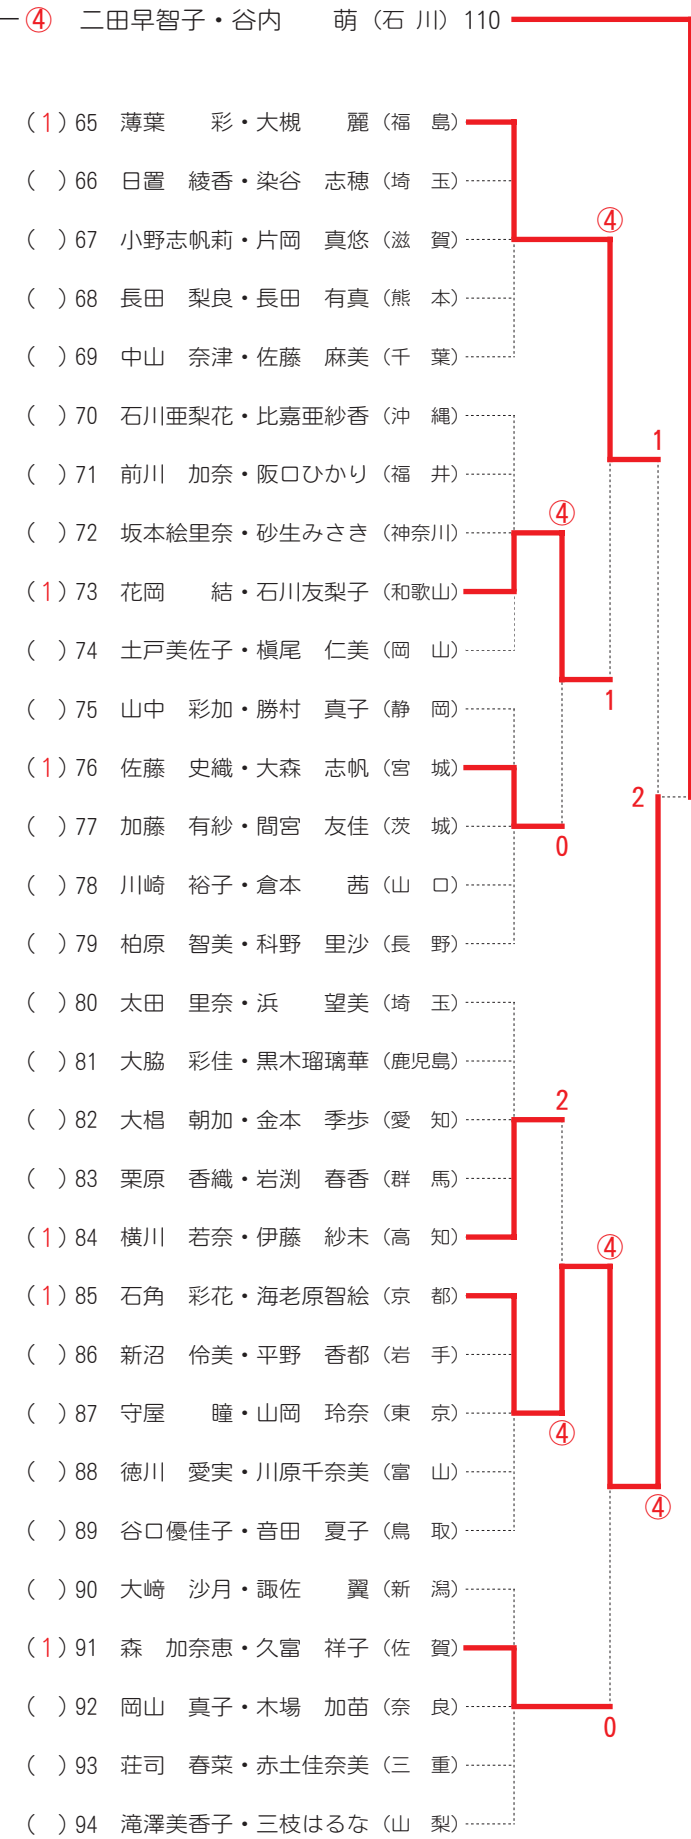 ④ 二田早智子・谷内 萌 （石 川） 110
（1）65 薄葉 彩・大槻 麗 （福 島）
（ ）66 日置 綾香・染谷 志穂 （埼 玉）
④
（ ）67 小野志帆莉・片岡 真悠 （滋 賀）
（ ）68 長田 梨良・長田 有真 （熊 本）
（ ）69 中山 奈津・佐藤 麻美 （千 葉）
（ ）70 石川亜梨花・比嘉亜紗香 （沖 縄）
1
（ ）71 前川 加奈・阪口ひかり （福 井）
④
（ ）72 坂本絵里奈・砂生みさき （神奈川）
（1）73 花岡 結・石川友梨子 （和歌山）
（ ）74 土戸美佐子・槇尾 仁美 （岡 山）
1
（ ）75 山中 彩加・勝村 真子 （静 岡）
（1）76 佐藤 史織・大森 志帆 （宮 城）
2
（ ）77 加藤 有紗・間宮 友佳 （茨 城）
0
（ ）78 川崎 裕子・倉本 茜 （山 口）
（ ）79 柏原 智美・科野 里沙 （長 野）
（ ）80 太田 里奈・浜 望美 （埼 玉）
（ ）81 大脇 彩佳・黒木瑠璃華 （鹿児島）
2
（ ）82 大椙 朝加・金本 季歩 （愛 知）
（ ）83 栗原 香織・岩渕 春香 （群 馬）
（1）84 横川 若奈・伊藤 紗未 （高 知）
④
（1）85 石角 彩花・海老原智絵 （京 都）
（ ）86 新沼 伶美・平野 香都 （岩 手）
（ ）87 守屋 瞳・山岡 玲奈 （東 京）
④
（ ）88 徳川 愛実・川原千奈美 （富 山）
④
（ ）89 谷口優佳子・音田 夏子 （鳥 取）
（ ）90 大﨑 沙月・諏佐 翼 （新 潟）
（1）91 森 加奈恵・久富 祥子 （佐 賀）
（ ）92 岡山 真子・木場 加苗 （奈 良）
0
（ ）93 荘司 春菜・赤土佳奈美 （三 重）
（ ）94 滝澤美香子・三枝はるな （山 梨）